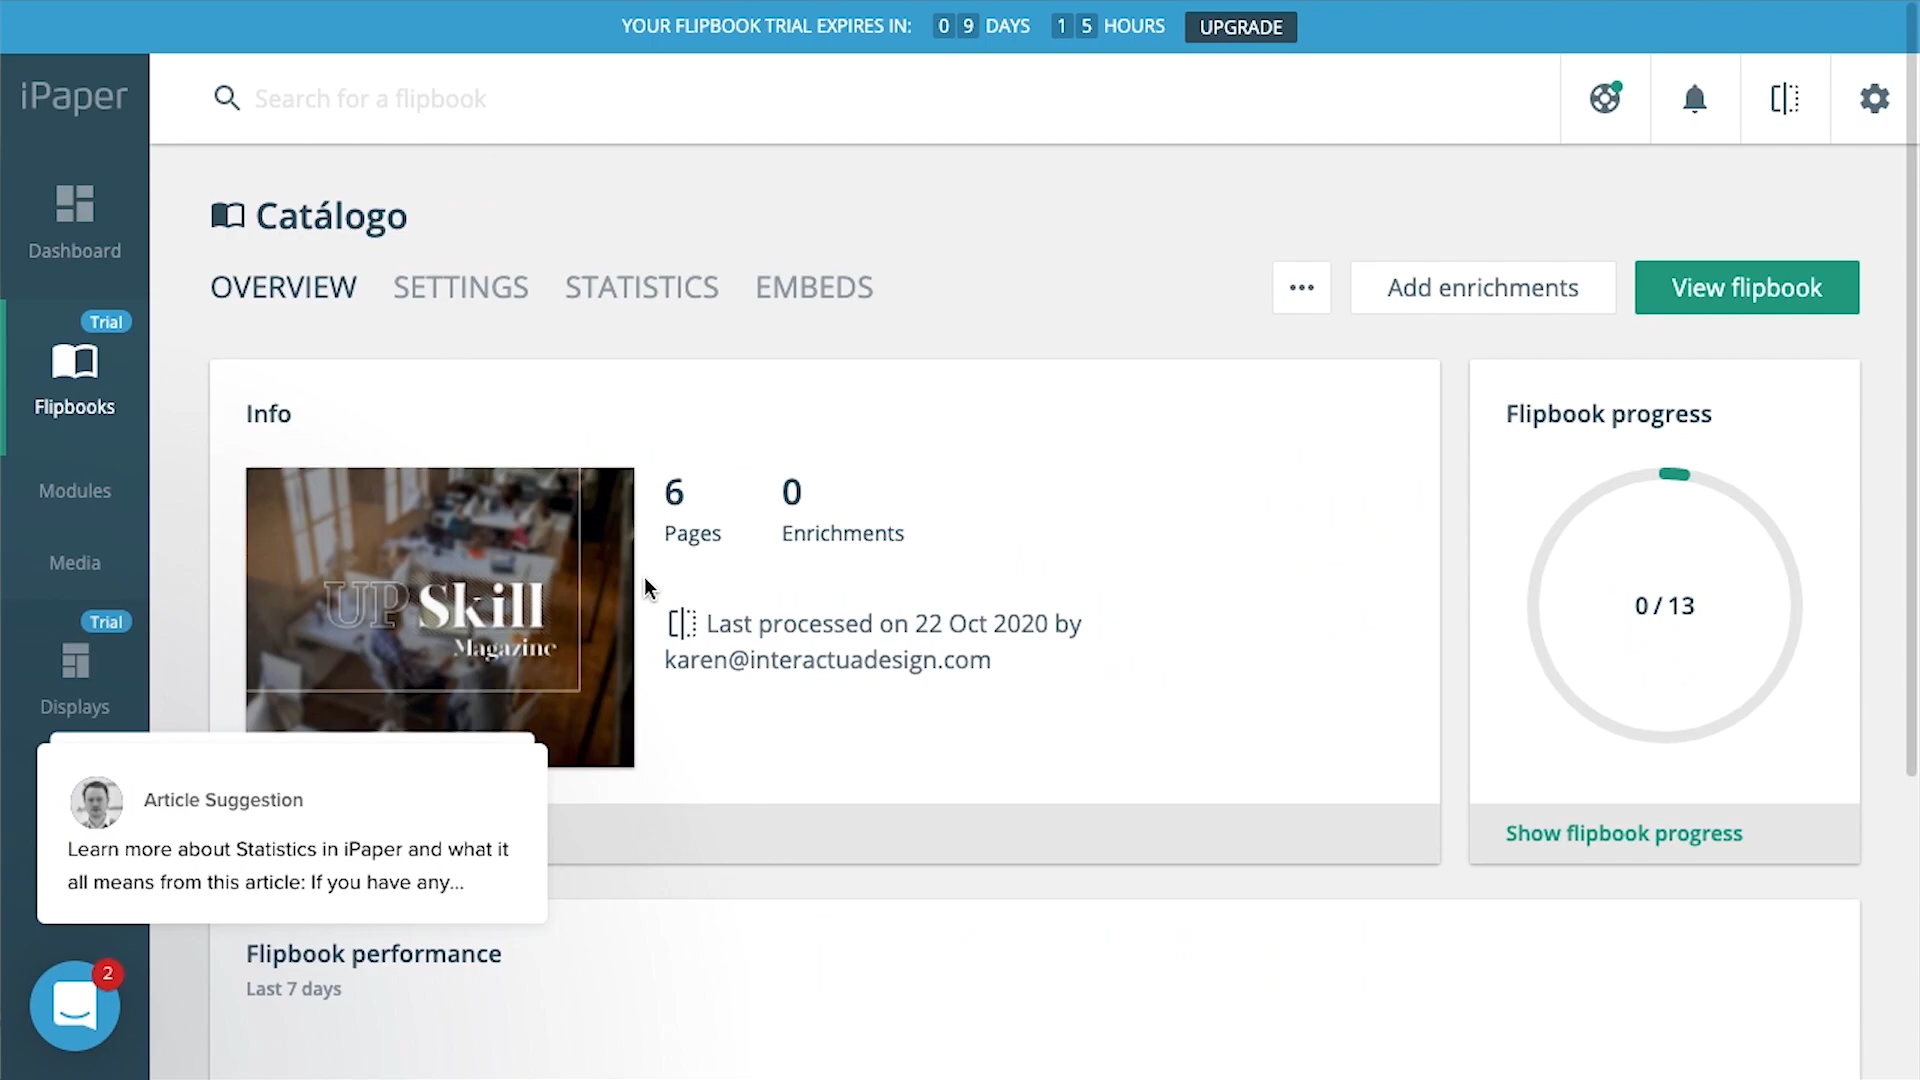 YOUR FLIPBOOK TRIAL EXPIRES IN: 09 DAYS 15 HOURS UPGRADE
iPaper
Search for a flipbook
Dashboard
Catálogo
OVERVIEW SETTINGS STATISTICS EMBEDS
... Add enrichments View flipbook
Trial
Flipbooks
Modules
Media
Trial
Displays
Info
UP Skill
Magazine
6
Pages
0
Enrichments
Last processed on 22 Oct 2020 by
karen@interactuadesign.com
Flipbook progress
0 / 13
Show flipbook progress
Article Suggestion
Learn more about Statistics in iPaper and what it
all means from this article: If you have any...
2
Flipbook performance
Last 7 days